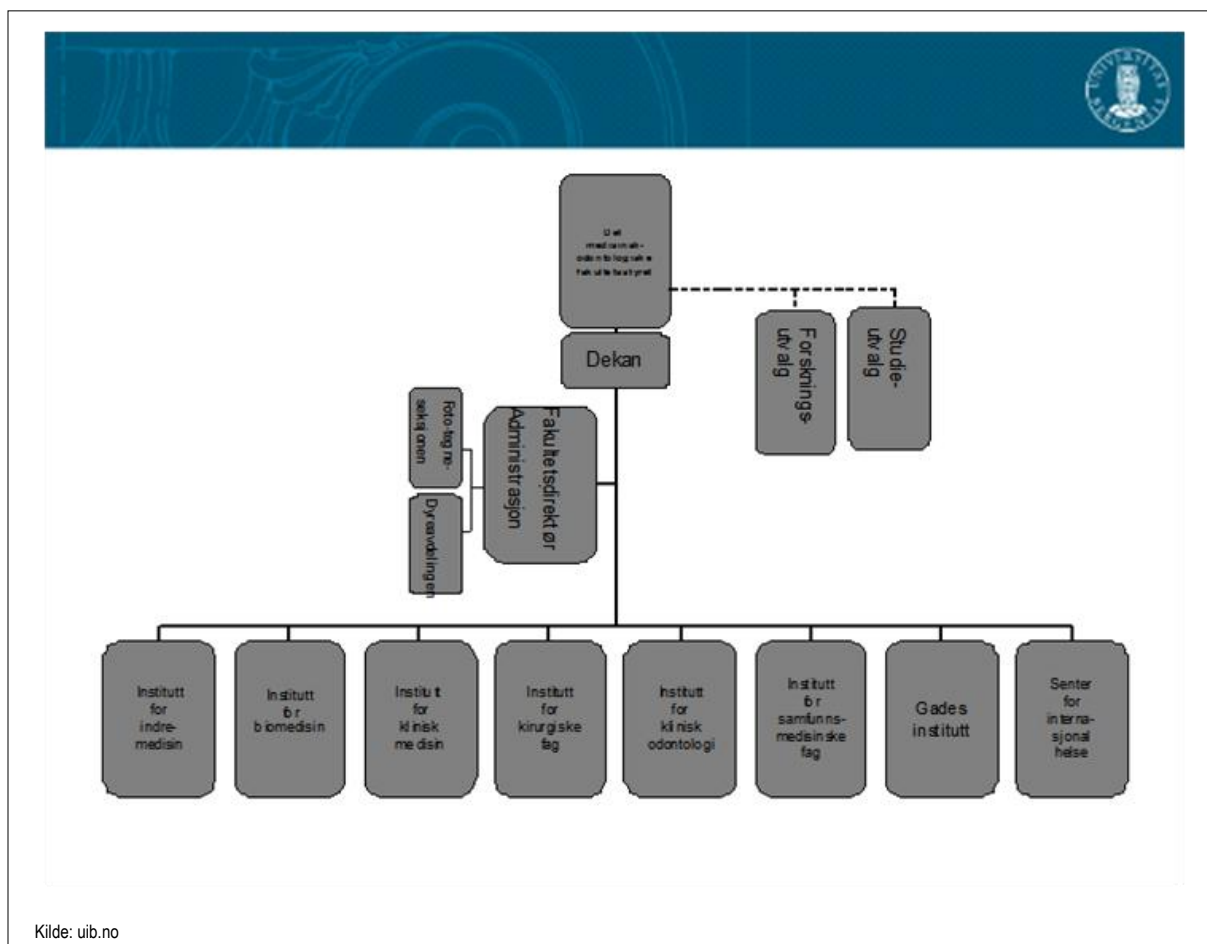 UNIVERSITAS
BERGENSIS
Det
medisinsk-
odontologiske
fakultetsstyret
Dekan
Forsknings-
utvalg
Studie-
utvalg
Foto-tegne-
seksjonen
Dyreavdelingen
Fakultetsdirektør
Administrasjon
Institutt
for
indre-
medisin
Institutt
for
biomedisin
Institutt
for
klinisk
medisin
Institutt
for
kirurgiske
fag
Institutt
for
klinisk
odontologi
Institutt
for
samfunns-
medisinske
fag
Gades
institutt
Senter
for
interna-
sjonal
helse
Kilde: uib.no